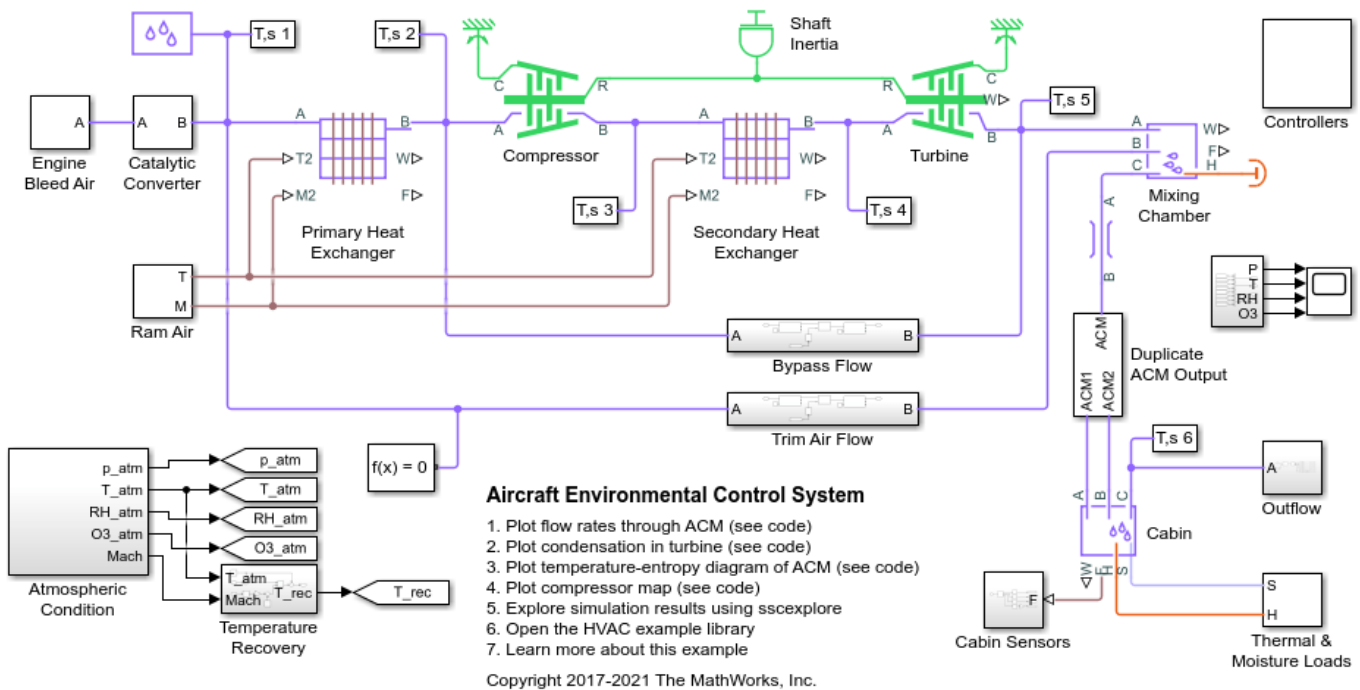 T,s 1
T,s 2
Shaft
Inertia
C
R
R
C
W
T,s 5
Controllers
A
Engine
Bleed Air
A
B
Catalytic
Converter
A
B
T2
W
M2
F
Primary Heat
Exchanger
A
B
Compressor
T,s 3
A
B
T2
W
M2
F
Secondary Heat
Exchanger
T,s 4
A
B
Turbine
A
B
C
W
F
H
Mixing
Chamber
A
B
T
M
Ram Air
P
T
RH
O3
A
B
Bypass Flow
A
B
Trim Air Flow
ACM
ACM1
ACM2
Duplicate
ACM Output
f(x) = 0
T,s 6
A
Outflow
A
B
C
Cabin
W
F
H
S
F
Cabin Sensors
S
H
Thermal &
Moisture Loads
p_atm
T_atm
RH_atm
O3_atm
Mach
Atmospheric
Condition
p_atm
T_atm
RH_atm
O3_atm
T_atm
Mach
T_rec
Temperature
Recovery
T_rec
Aircraft Environmental Control System
1. Plot flow rates through ACM (see code)
2. Plot condensation in turbine (see code)
3. Plot temperature-entropy diagram of ACM (see code)
4. Plot compressor map (see code)
5. Explore simulation results using sscexplore
6. Open the HVAC example library
7. Learn more about this example
Copyright 2017-2021 The MathWorks, Inc.